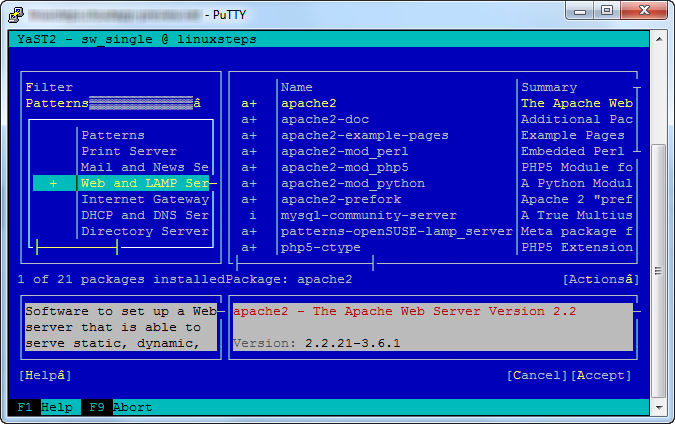 - PuTTY
YaST2 - sw_single @ linuxsteps
Filter
Patterns▒▒▒▒▒▒▒▒▒▒▒▒▒â
Patterns
Print Server
Mail and News Se
+ Web and LAMP Ser
Internet Gateway
DHCP and DNS Ser
Directory Server
Name Summary
a+ apache2 The Apache Web
a+ apache2-doc Additional Pac
a+ apache2-example-pages Example Pages
a+ apache2-mod_perl Embedded Perl
a+ apache2-mod_php5 PHP5 Module fo
a+ apache2-mod_python A Python Modul
a+ apache2-prefork Apache 2 "pref
i mysql-community-server A True Multius
a+ patterns-openSUSE-lamp_server Meta package f
a+ php5-ctype PHP5 Extension
1 of 21 packages installedPackage: apache2 [Actionsâ]
Software to set up a Web
server that is able to
serve static, dynamic,
apache2 - The Apache Web Server Version 2.2
Version: 2.2.21-3.6.1
[Helpâ] [Cancel][Accept]
F1 Help F9 Abort